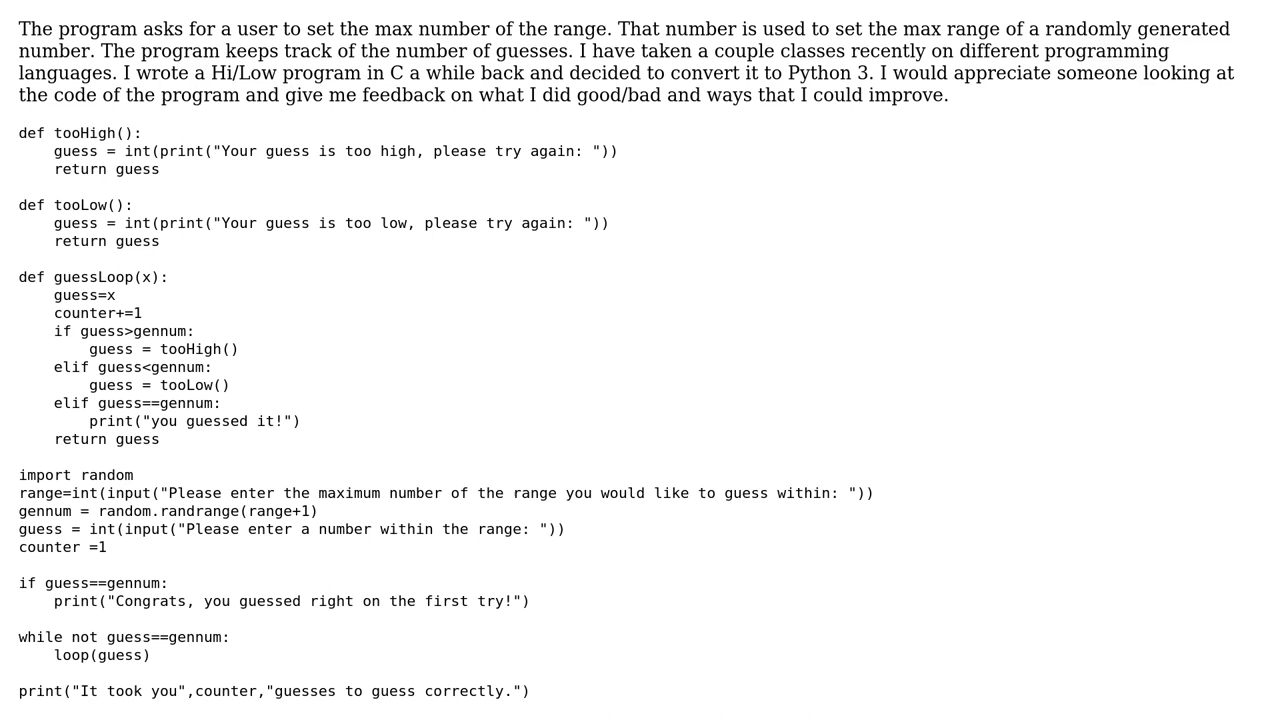 The program asks for a user to set the max number of the range. That number is used to set the max range of a randomly generated
number. The program keeps track of the number of guesses. I have taken a couple classes recently on different programming
languages. I wrote a Hi/Low program in C a while back and decided to convert it to Python 3. I would appreciate someone looking at
the code of the program and give me feedback on what I did good/bad and ways that I could improve.

def tooHigh():
    guess = int(print("Your guess is too high, please try again: "))
    return guess

def tooLow():
    guess = int(print("Your guess is too low, please try again: "))
    return guess

def guessLoop(x):
    guess=x
    counter+=1
    if guess>gennum:
        guess = tooHigh()
    elif guess<gennum:
        guess = tooLow()
    elif guess==gennum:
        print("you guessed it!")
    return guess

import random
range=int(input("Please enter the maximum number of the range you would like to guess within: "))
gennum = random.randrange(range+1)
guess = int(input("Please enter a number within the range: "))
counter =1

if guess==gennum:
    print("Congrats, you guessed right on the first try!")

while not guess==gennum:
    loop(guess)

print("It took you",counter,"guesses to guess correctly.")